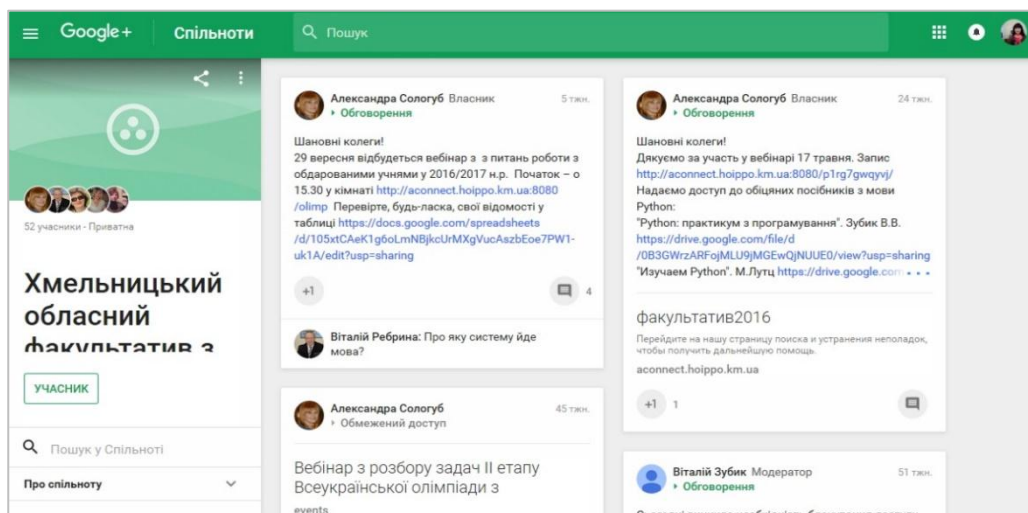 Google+ Спільноти Пошук
52 учасники - Приватна
Хмельницький
обласний
факультатив з
УЧАСНИК
Пошук у Спільноті
Про спільноту
Александра Сологуб Власник 5 тжн.
Обговорення
Шановні колеги!
29 вересня відбудеться вебінар з з питань роботи з
обдарованими учнями у 2016/2017 н.р. Початок – о
15.30 у кімнаті http://aconnect.hoippo.km.ua:8080
/olimp Перевірте, будь-ласка, свої відомості у
таблиці https://docs.google.com/spreadsheets
/d/105xtCAeK1g6oLmNBjkcUrMXgVucAszbEoe7PW1-
uk1A/edit?usp=sharing
+1 4
Віталій Ребрина: Про яку систему йде
мова?
Александра Сологуб 45 тжн.
Обмежений доступ
Вебінар з розбору задач ІІ етапу
Всеукраїнської олімпіади з
events
Александра Сологуб Власник 24 тжн.
Обговорення
Шановні колеги!
Дякуємо за участь у вебінарі 17 травня. Запис
http://aconnect.hoippo.km.ua:8080/p1rg7gwqyvj/
Надаємо доступ до обіцяних посібників з мови
Python:
"Python: практикум з програмування". Зубик В.В.
https://drive.google.com/file/d
/0B3GWrzARFojMLU9jMGEwQjNUUE0/view?usp=sharing
"Изучаем Python". М.Лутц https://drive.google.com
факультатив2016
Перейдите на нашу страницу поиска и устранения неполадок,
чтобы получить дальнейшую помощь.
aconnect.hoippo.km.ua
+1 1
Віталій Зубик Модератор 51 тжн.
Обговорення